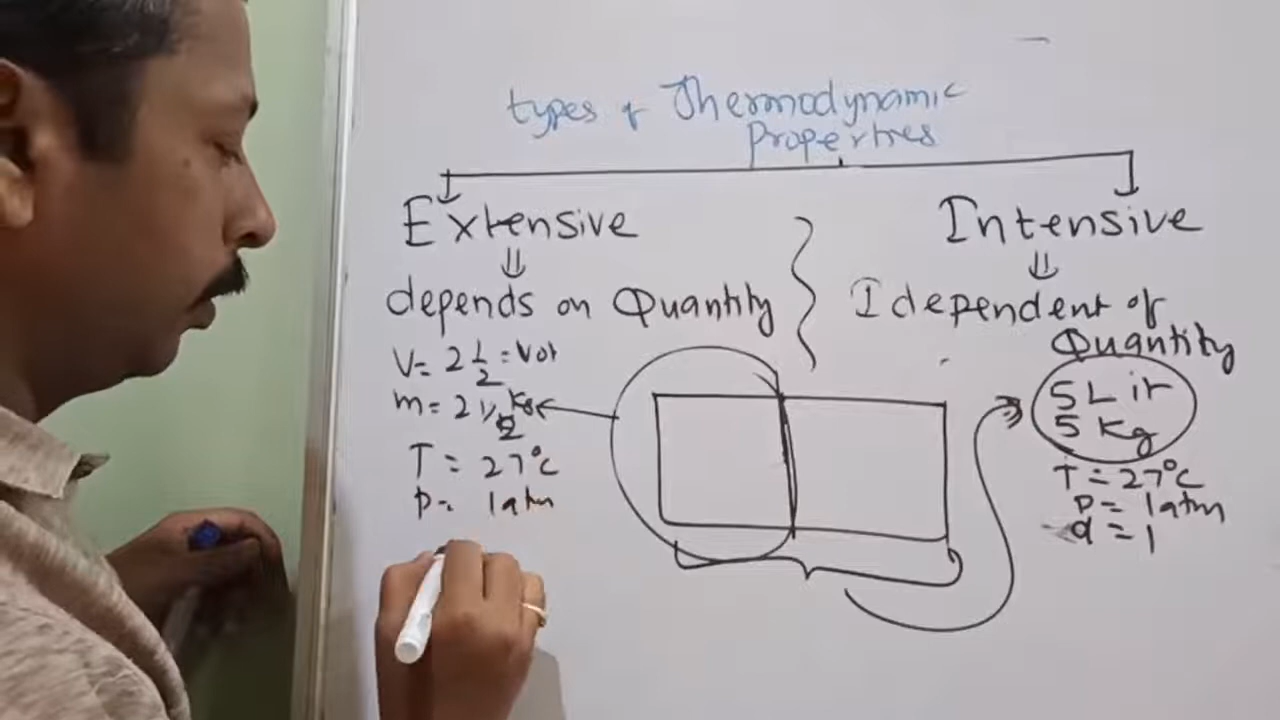 types of Thermodynamic
Properties
Extensive
⇓
depends on Quantity
V= 2 1/2 = Vol
m= 2 1/2 Kg
T = 27°C
P= 1atm
Intensive
⇓
Idependent of
Quantity
5 Lit
5 Kg
T = 27°C
P= 1atm
d = 1